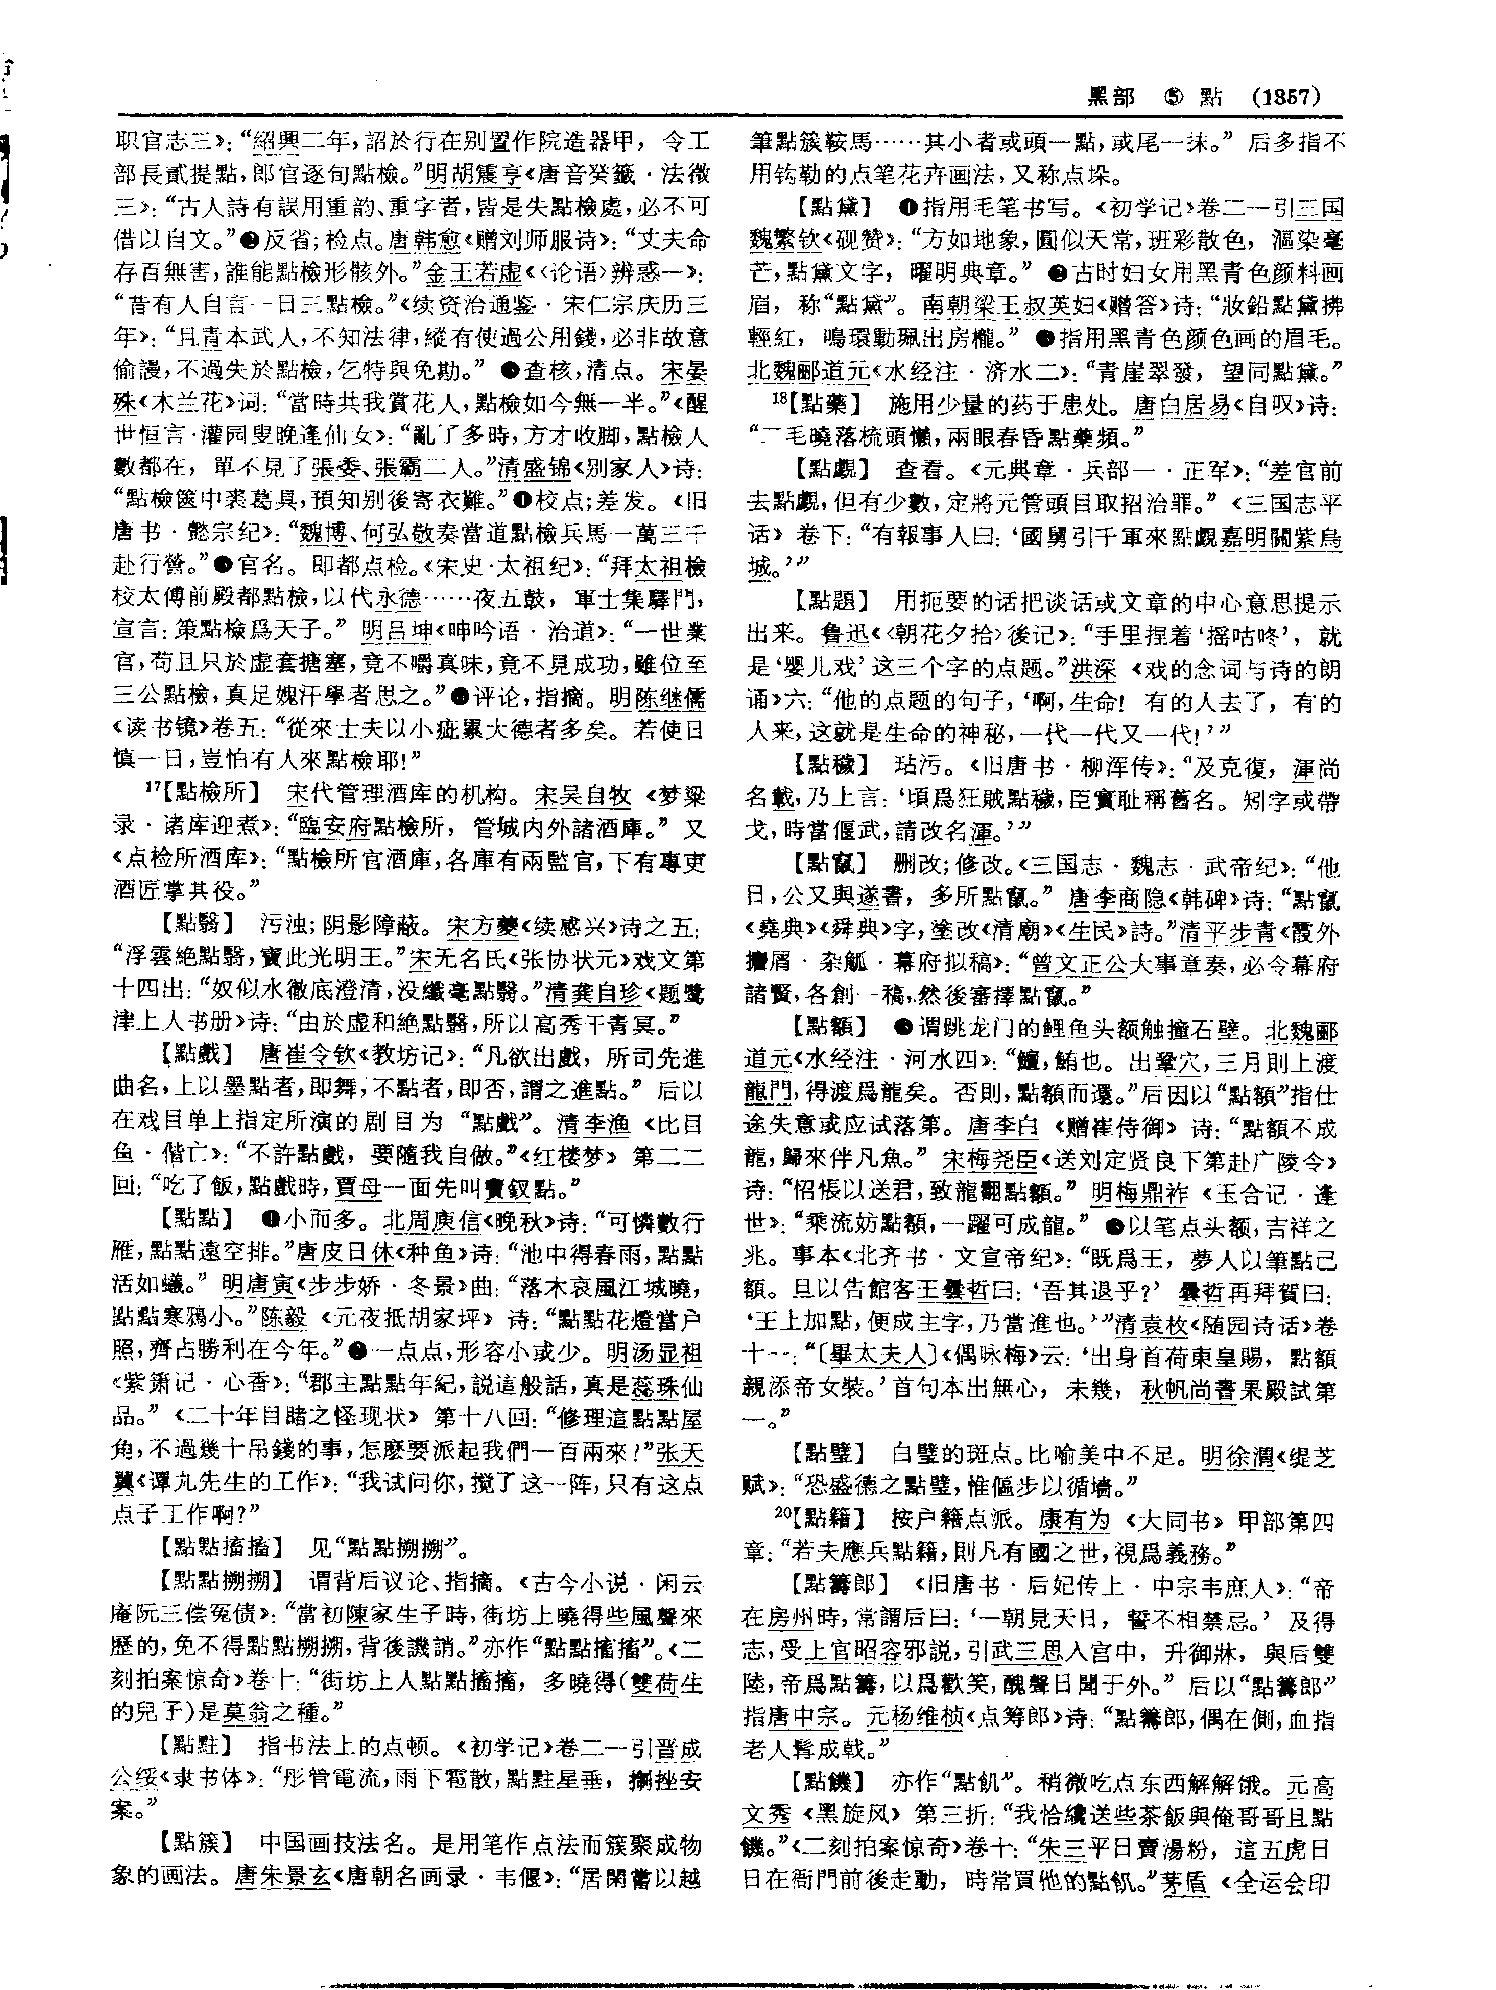 黑部 ⑤ 點 (1357)
职官志三》：“紹興二年，詔於行在别置作院造器甲，令工
部長貳提點，郎官逐旬點檢。”明胡震亨《唐音癸籤·法微
三》：“古人詩有誤用重韵、重字者，皆是失點檢處，必不可
借以自文。”❷反省；检点。唐韩愈《赠刘师服诗》：“丈夫命
存百無害，誰能點檢形骸外。”金王若虚《〈论语〉辨惑一》：
“昔有人自言一日三點檢。”《续资治通鉴·宋仁宗庆历三
年》：“且青本武人，不知法律，縱有使過公用錢，必非故意
偷謾，不過失於點檢，乞特與免勘。” ❸查核，清点。宋晏
殊《木兰花》词：“當時共我賞花人，點檢如今無一半。”《醒
世恒言·灌园叟晚逢仙女》：“亂了多時，方才收脚，點檢人
數都在，單不見了張委、張霸二人。”清盛锦《别家人》诗：
“點檢篋中裘葛具，預知别後寄衣難。”❹校点；差发。《旧
唐书·懿宗纪》：“魏博、何弘敬奏當道點檢兵馬一萬三千
赴行營。”❺官名。即都点检。《宋史·太祖纪》：“拜太祖檢
校太傅前殿都點檢，以代永德……夜五鼓，軍士集驛門，
宣言：策點檢爲天子。” 明吕坤《呻吟语·治道》：“一世業
官，苟且只於虚套搪塞，竟不嚼真味，竟不見成功，雖位至
三公點檢，真足媿汗學者思之。”❻评论，指摘。明陈继儒
《读书镜》卷五：“從來士夫以小疵累大德者多矣。若使日
慎一日，豈怕有人來點檢耶！”
¹⁷【點檢所】 宋代管理酒库的机构。宋吴自牧《梦粱
录·诸库迎煮》：“臨安府點檢所，管城内外諸酒庫。” 又
《点检所酒库》：“點檢所官酒庫，各庫有兩監官，下有專吏
酒匠掌其役。”
【點翳】 污浊；阴影障蔽。宋方夔《续感兴》诗之五：
“浮雲絶點翳，寶此光明王。”宋无名氏《张协状元》戏文第
十四出：“奴似水徹底澄清，没纖毫點翳。”清龚自珍《题鹭
津上人书册》诗：“由於虚和絶點翳，所以高秀干青冥。”
【點戲】 唐崔令钦《教坊记》：“凡欲出戲，所司先進
曲名，上以墨點者，即舞，不點者，即否，謂之進點。” 后以
在戏目单上指定所演的剧目为“點戲”。清李渔《比目
鱼·偕亡》：“不許點戲，要隨我自做。”《红楼梦》第二二
回：“吃了飯，點戲時，賈母一面先叫寶釵點。”
【點點】 ❶小而多。北周庾信《晚秋》诗：“可憐數行
雁，點點遠空排。”唐皮日休《种鱼》诗：“池中得春雨，點點
活如蟻。” 明唐寅《步步娇·冬景》曲：“落木哀風江城曉，
點點寒鴉小。”陈毅《元夜抵胡家坪》诗：“點點花燈當户
照，齊占勝利在今年。”❷一点点，形容小或少。明汤显祖
《紫箫记·心香》：“郡主點點年紀，説這般話，真是蕊珠仙
品。”《二十年目睹之怪现状》第十八回：“修理這點點屋
角，不過幾十吊錢的事，怎麽要派起我們一百兩來！”张天
翼《谭九先生的工作》：“我试问你，搅了这一阵，只有这点
点子工作啊？”
【點點搐搐】 见“點點搠搠”。
【點點搠搠】 谓背后议论、指摘。《古今小说·闲云
庵阮三偿冤债》：“當初陳家生子時，街坊上曉得些風聲來
歷的，免不得點點搠搠，背後譏誚。”亦作“點點搐搐”。《二
刻拍案惊奇》卷十：“街坊上人點點搐搐，多曉得（雙荷生
的兒子）是莫翁之種。”
【點黈】 指书法上的点顿。《初学记》卷二一引晋成
公绥《隶书体》：“彤管電流，雨下雹散，點黈星垂，搠挫安
案。”
【點簇】 中国画技法名。是用笔作点法而簇聚成物
象的画法。唐朱景玄《唐朝名画录·韦偃》：“居閑嘗以越
筆點簇鞍馬……其小者或頭一點，或尾一抹。” 后多指不
用钩勒的点笔花卉画法，又称点垛。
【點黛】 ❶指用毛笔书写。《初学记》卷二一引三国
魏繁钦《砚赞》：“方如地象，圓似天常，班彩散色，漚染毫
芒，點黛文字，曜明典章。” ❷古时妇女用黑青色颜料画
眉，称“點黛”。南朝梁王叔英妇《赠答》诗：“妝鉛點黛拂
輕紅，鳴環動珮出房櫳。” ❸指用黑青色颜色画的眉毛。
北魏郦道元《水经注·济水二》：“青崖翠發，望同點黛。”
¹⁸【點藥】 施用少量的药于患处。唐白居易《自叹》诗：
“二毛曉落梳頭懶，兩眼春昏點藥頻。”
【點覷】 查看。《元典章·兵部一·正军》：“差官前
去點覷，但有少數，定將元管頭目取招治罪。”《三国志平
话》卷下：“有報事人曰：‘國舅引千軍來點覷嘉明關紫烏
城。’”
【點題】 用扼要的话把谈话或文章的中心意思提示
出来。鲁迅《〈朝花夕拾〉後记》：“手里捏着‘摇咕咚’，就
是‘婴儿戏’这三个字的点题。”洪深《戏的念词与诗的朗
诵》六：“他的点题的句子，‘啊，生命！有的人去了，有的
人来，这就是生命的神秘，一代一代又一代！’”
【點穢】 玷污。《旧唐书·柳浑传》：“及克復，渾尚
名載，乃上言：‘頃爲狂賊點穢，臣實耻稱舊名。矧字或帶
戈，時當偃武，請改名渾。’”
【點竄】 删改；修改。《三国志·魏志·武帝纪》：“他
日，公又與遂書，多所點竄。” 唐李商隐《韩碑》诗：“點竄
《堯典》《舜典》字，塗改《清廟》《生民》詩。”清平步青《霞外
攟屑·杂觚·幕府拟稿》：“曾文正公大事章奏，必令幕府
諸賢，各創一稿，然後審擇點竄。”
【點額】 ❶谓跳龙门的鲤鱼头额触撞石壁。北魏郦
道元《水经注·河水四》：“鱣，鮪也。出鞏穴，三月則上渡
龍門，得渡爲龍矣。否則，點額而還。”后因以“點額”指仕
途失意或应试落第。唐李白《赠崔侍御》诗：“點額不成
龍，歸來伴凡魚。” 宋梅尧臣《送刘定贤良下第赴广陵令》
诗：“怊悵以送君，致龍翻點額。” 明梅鼎祚《玉合记·逢
世》：“乘流妨點額，一躍可成龍。” ❷以笔点头额，吉祥之
兆。事本《北齐书·文宣帝纪》：“既爲王，夢人以筆點己
額。旦以告館客王曇哲曰：‘吾其退乎？’曇哲再拜賀曰：
‘王上加點，便成主字，乃當進也。’”清袁枚《随园诗话》卷
十一：“〔畢太夫人〕《偶咏梅》云：‘出身首荷東皇賜，點額
親添帝女裝。’首句本出無心，未幾，秋帆尚書果殿試第
一。”
【點璧】 白璧的斑点。比喻美中不足。明徐渭《缇芝
赋》：“恐盛德之點璧，惟傴步以循墻。”
²⁰【點籍】 按户籍点派。康有为《大同书》甲部第四
章：“若夫應兵點籍，則凡有國之世，視爲義務。”
【點籌郎】 《旧唐书·后妃传上·中宗韦庶人》：“帝
在房州時，常謂后曰：‘一朝見天日，誓不相禁忌。’及得
志，受上官昭容邪説，引武三思入宫中，升御牀，與后雙
陸，帝爲點籌，以爲歡笑，醜聲日聞于外。” 后以“點籌郎”
指唐中宗。元杨维桢《点筹郎》诗：“點籌郎，偶在側，血指
老人髯成戟。”
【點饑】 亦作“點飢”。稍微吃点东西解解饿。元高
文秀《黑旋风》第三折：“我恰纔送些茶飯與俺哥哥且點
饑。”《二刻拍案惊奇》卷十：“朱三平日賣湯粉，這五虎日
日在衙門前後走動，時常買他的點飢。”茅盾《全运会印